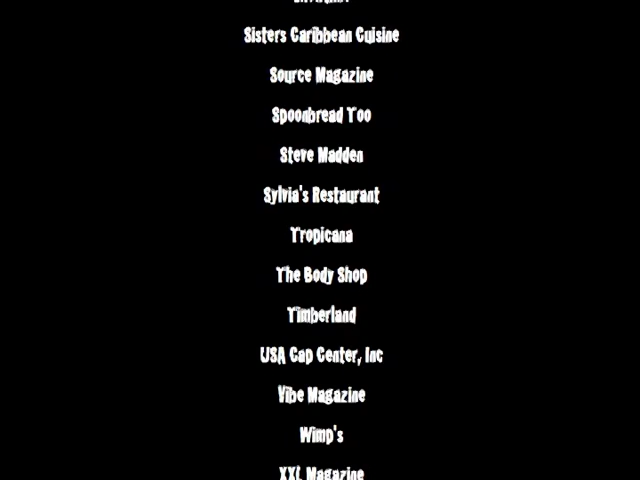 Sisters Caribbean Cuisine
Source Magazine
Spoonbread Too
Steve Madden
Sylvia's Restaurant
Tropicana
The Body Shop
Timberland
USA Cap Center, Inc
Vibe Magazine
Wimp's
XXL Magazine